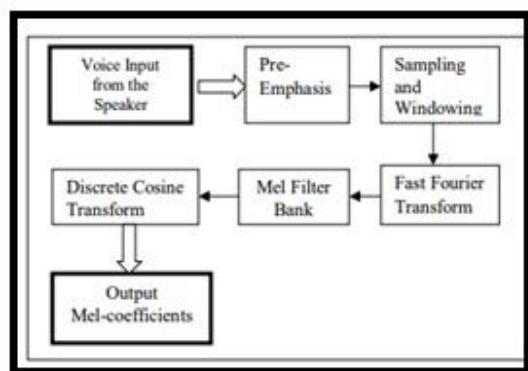 Voice Input
from the
Speaker
Pre-
Emphasis
Sampling
and
Windowing
Fast Fourier
Transform
Mel Filter
Bank
Discrete Cosine
Transform
Output
Mel-coefficients